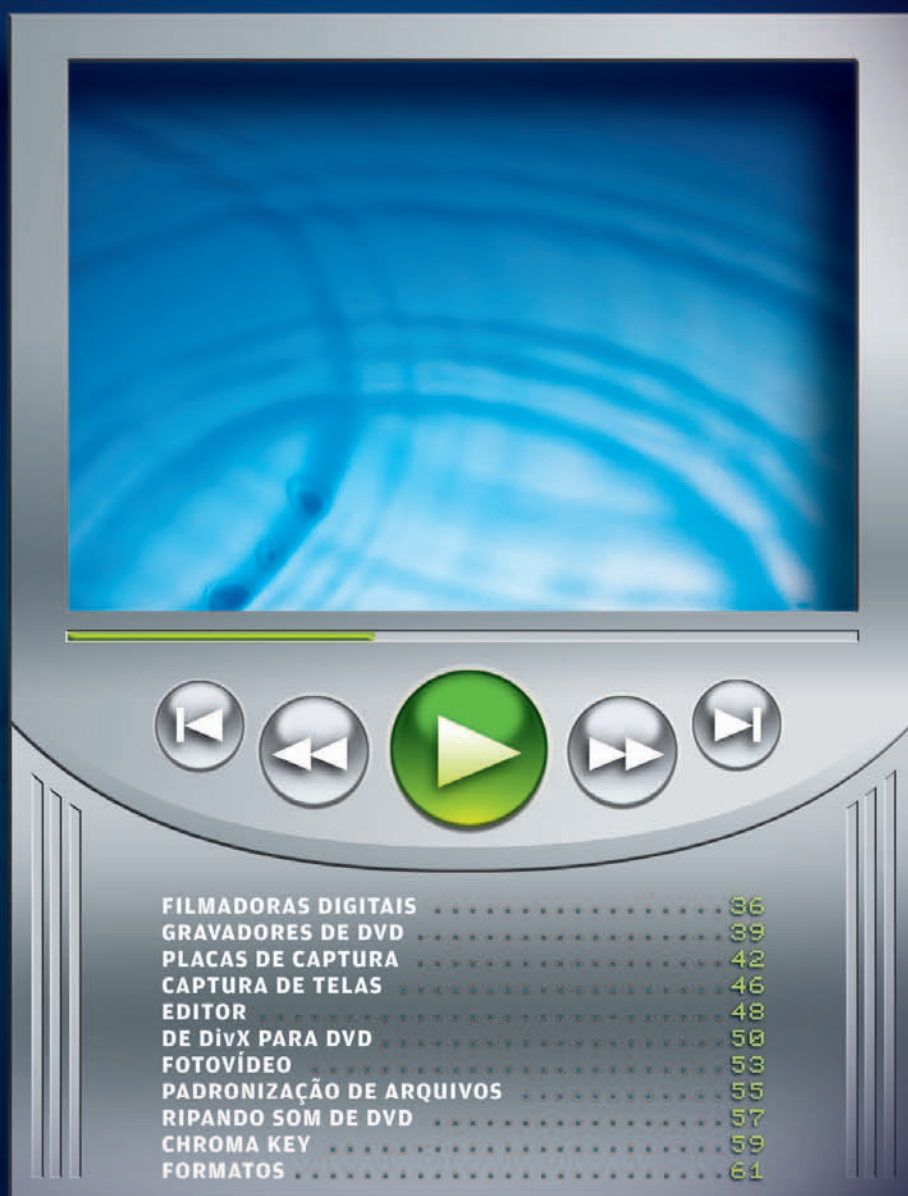 FILMADORAS DIGITAIS . . . . . . . . . . . . . . . . . 36
GRAVADORES DE DVD . . . . . . . . . . . . . . . . . . 39
PLACAS DE CAPTURA . . . . . . . . . . . . . . . . . . 42
CAPTURA DE TELAS . . . . . . . . . . . . . . . . . . . 46
EDITOR . . . . . . . . . . . . . . . . . . . . . . . . . . . 48
DE DivX PARA DVD . . . . . . . . . . . . . . . . . . . 50
FOTOVÍDEO . . . . . . . . . . . . . . . . . . . . . . . . 53
PADRONIZAÇÃO DE ARQUIVOS . . . . . . . . . . . . 55
RIPANDO SOM DE DVD . . . . . . . . . . . . . . . . . 57
CHROMA KEY . . . . . . . . . . . . . . . . . . . . . . . 59
FORMATOS . . . . . . . . . . . . . . . . . . . . . . . . . 61